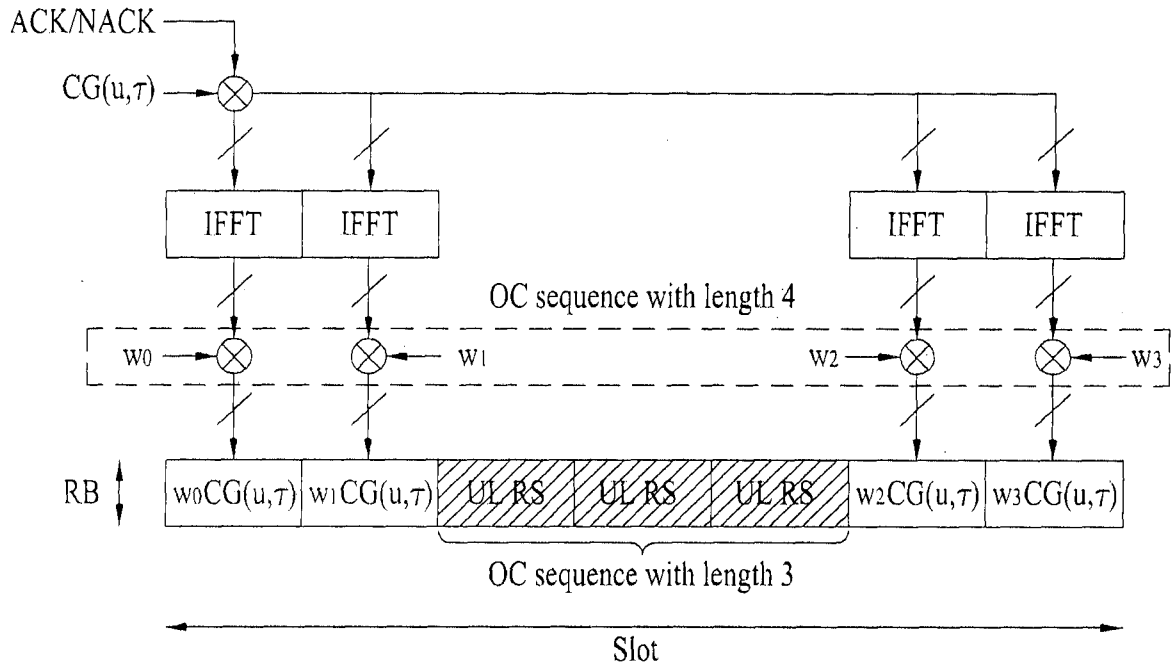 ACK/NACK
CG(u,τ)
IFFT IFFT IFFT IFFT
OC sequence with length 4
w0 w1 w2 w3
RB w0CG(u,τ) w1CG(u,τ) UL RS UL RS UL RS w2CG(u,τ) w3CG(u,τ)
OC sequence with length 3
Slot